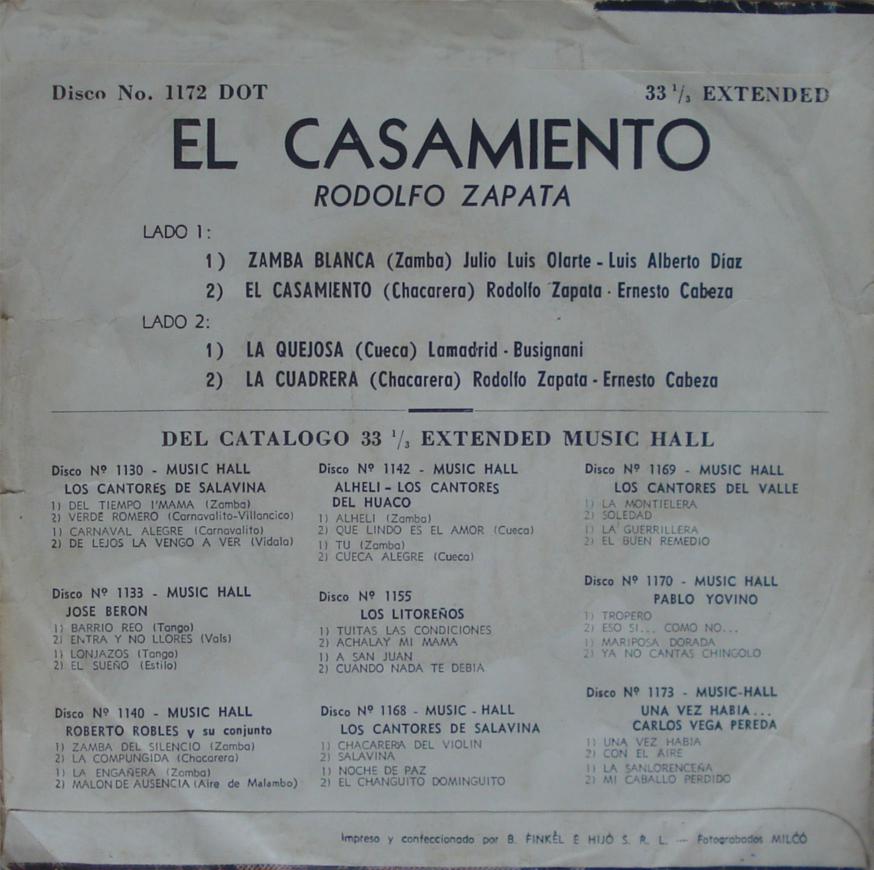 Disco No. 1172 DOT
33 1/3 EXTENDED
EL CASAMIENTO
RODOLFO ZAPATA
LADO 1:
1) ZAMBA BLANCA (Zamba) Julio Luis Olarte - Luis Alberto Diaz
2) EL CASAMIENTO (Chacarera) Rodolfo Zapata - Ernesto Cabeza
LADO 2:
1) LA QUEJOSA (Cueca) Lamadrid - Busignani
2) LA CUADRERA (Chacarera) Rodolfo Zapata - Ernesto Cabeza
DEL CATALOGO 33 1/3 EXTENDED MUSIC HALL
Disco Nº 1130 - MUSIC HALL
LOS CANTORES DE SALAVINA
1) DEL TIEMPO I'MAMA (Zamba)
2) VERDE ROMERO (Carnavalito-Villancico)
1) CARNAVAL ALEGRE (Carnavalito)
2) DE LEJOS LA VENGO A VER (Vidala)
Disco Nº 1133 - MUSIC HALL
JOSE BERON
1) BARRIO REO (Tango)
2) ENTRA Y NO LLORES (Vals)
1) LONJAZOS (Tango)
2) EL SUEÑO (Estilo)
Disco Nº 1140 - MUSIC HALL
ROBERTO ROBLES y su conjunto
1) ZAMBA DEL SILENCIO (Zamba)
2) LA COMPUNGIDA (Chacarera)
1) LA ENGAÑERA (Zamba)
2) MALON DE AUSENCIA (Aire de Malambo)
Disco Nº 1142 - MUSIC HALL
ALHELI - LOS CANTORES
DEL HUACO
1) ALHELI (Zamba)
2) QUE LINDO ES EL AMOR (Cueca)
1) TU (Zamba)
2) CUECA ALEGRE (Cueca)
Disco Nº 1155
LOS LITOREÑOS
1) TUITAS LAS CONDICIONES
2) ACHALAY MI MAMA
1) A SAN JUAN
2) CUANDO NADA TE DEBIA
Disco Nº 1168 - MUSIC - HALL
LOS CANTORES DE SALAVINA
1) CHACARERA DEL VIOLIN
2) SALAVINA
1) NOCHE DE PAZ
2) EL CHANGUITO DOMINGUITO
Disco Nº 1169 - MUSIC HALL
LOS CANTORES DEL VALLE
1) LA MONTIELERA
2) SOLEDAD
1) LA GUERRILLERA
2) EL BUEN REMEDIO
Disco Nº 1170 - MUSIC HALL
PABLO YOVINO
1) TROPERO
2) ESO SI... COMO NO...
1) MARIPOSA DORADA
2) YA NO CANTAS CHINGOLO
Disco Nº 1173 - MUSIC-HALL
UNA VEZ HABIA...
CARLOS VEGA PEREDA
1) UNA VEZ HABIA
2) CON EL AIRE
1) LA SANLORENCEÑA
2) MI CABALLO PERDIDO
Impreso y confeccionado por B. FINKEL E HIJO S. R. L. — Fotograbados MILCO